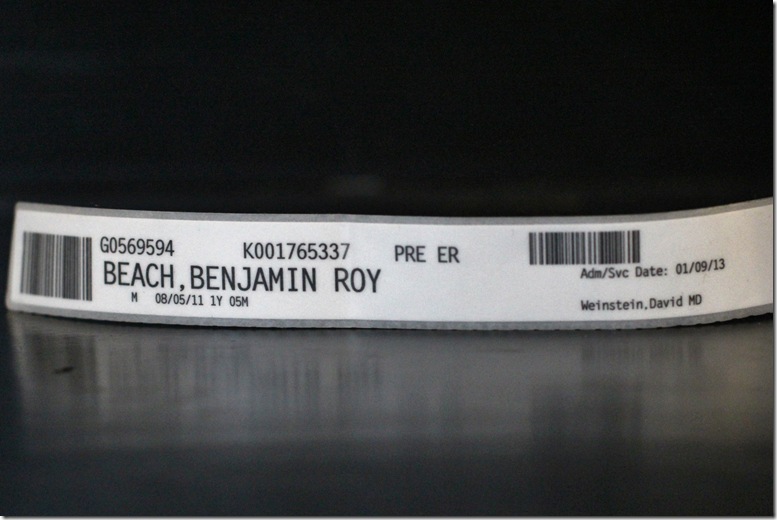 G0569594 K001765337 PRE ER
BEACH,BENJAMIN ROY
M 08/05/11 1Y 05M
Adm/Svc Date: 01/09/13
Weinstein,David MD